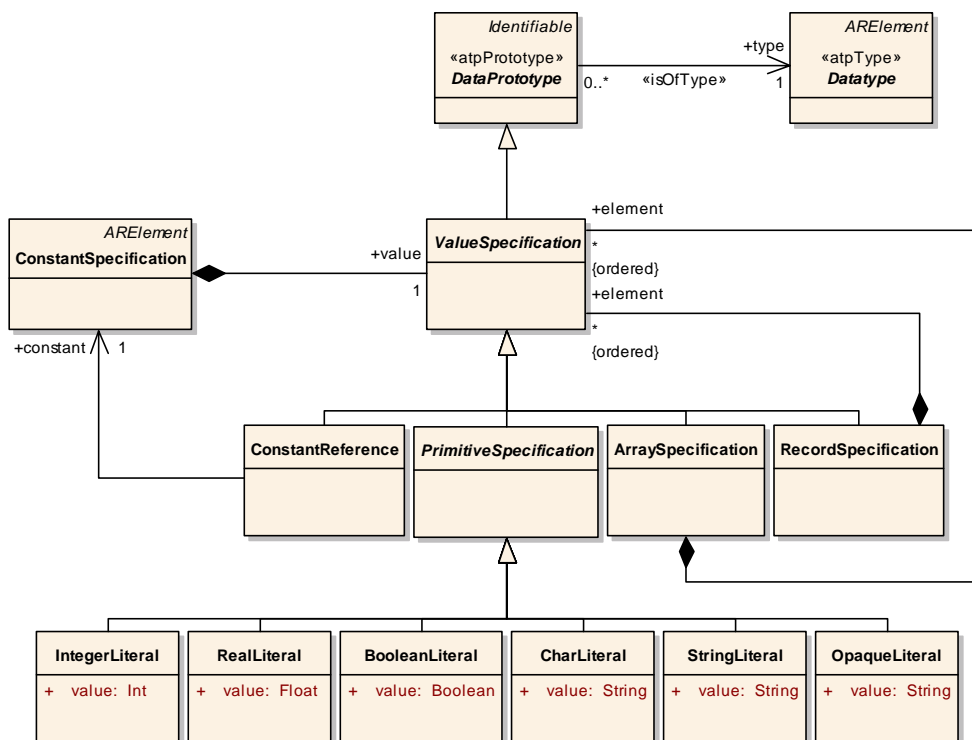 Identifiable
«atpPrototype»
DataPrototype
ARElement
«atpType»
Datatype
+type
0..*
«isOfType»
1
ARElement
ConstantSpecification
+value
1
ValueSpecification
+element
*
{ordered}
+element
*
{ordered}
+constant
1
ConstantReference
PrimitiveSpecification
ArraySpecification
RecordSpecification
IntegerLiteral
+ value: Int
RealLiteral
+ value: Float
BooleanLiteral
+ value: Boolean
CharLiteral
+ value: String
StringLiteral
+ value: String
OpaqueLiteral
+ value: String